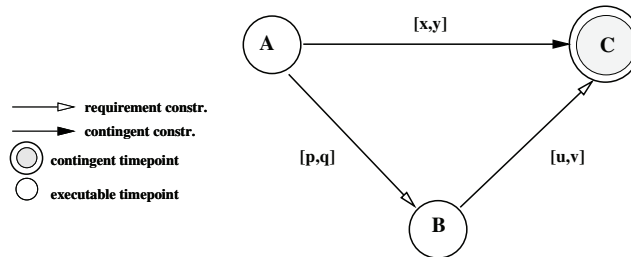 A
[x,y]
C
requirement constr.
contingent constr.
contingent timepoint
executable timepoint
[p,q]
[u,v]
B